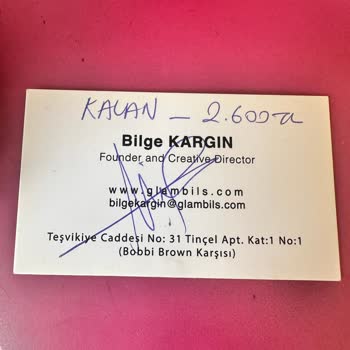 KALAN - 2.600TL
Bilge KARGIN
Founder and Creative Director
www.glambils.com
bilgekargin@glambils.com
Teşvikiye Caddesi No: 31 Tinçel Apt. Kat:1 No:1
(Bobbi Brown Karşısı)